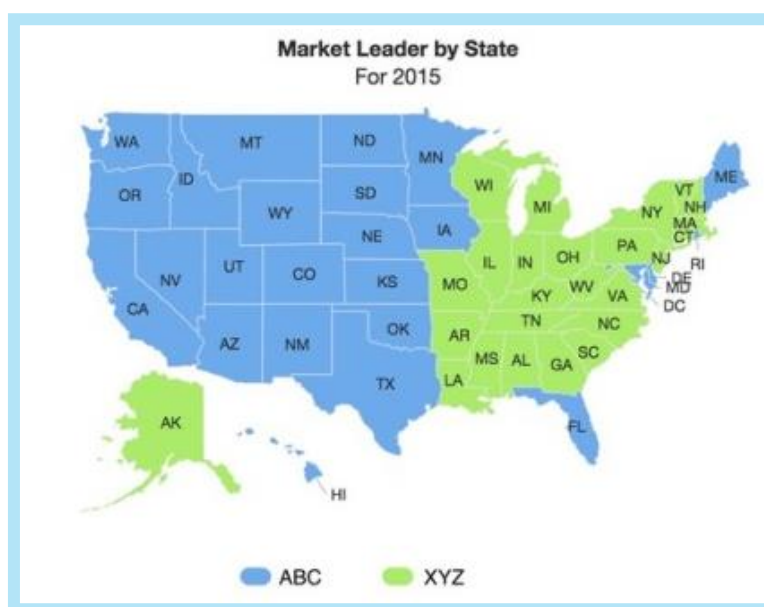 Market Leader by State
For 2015
WA
MT
ND
MN
OR
ID
SD
WY
WI
MI
VT
ME
NH
NY
MA
CT
IA
NE
NV
UT
CO
CA
KS
IL
IN
OH
PA
NJ
RI
DE
MD
DC
MO
WV
KY
VA
TN
NC
OK
AR
AZ
NM
SC
MS
AL
GA
LA
TX
FL
AK
HI
ABC
XYZ